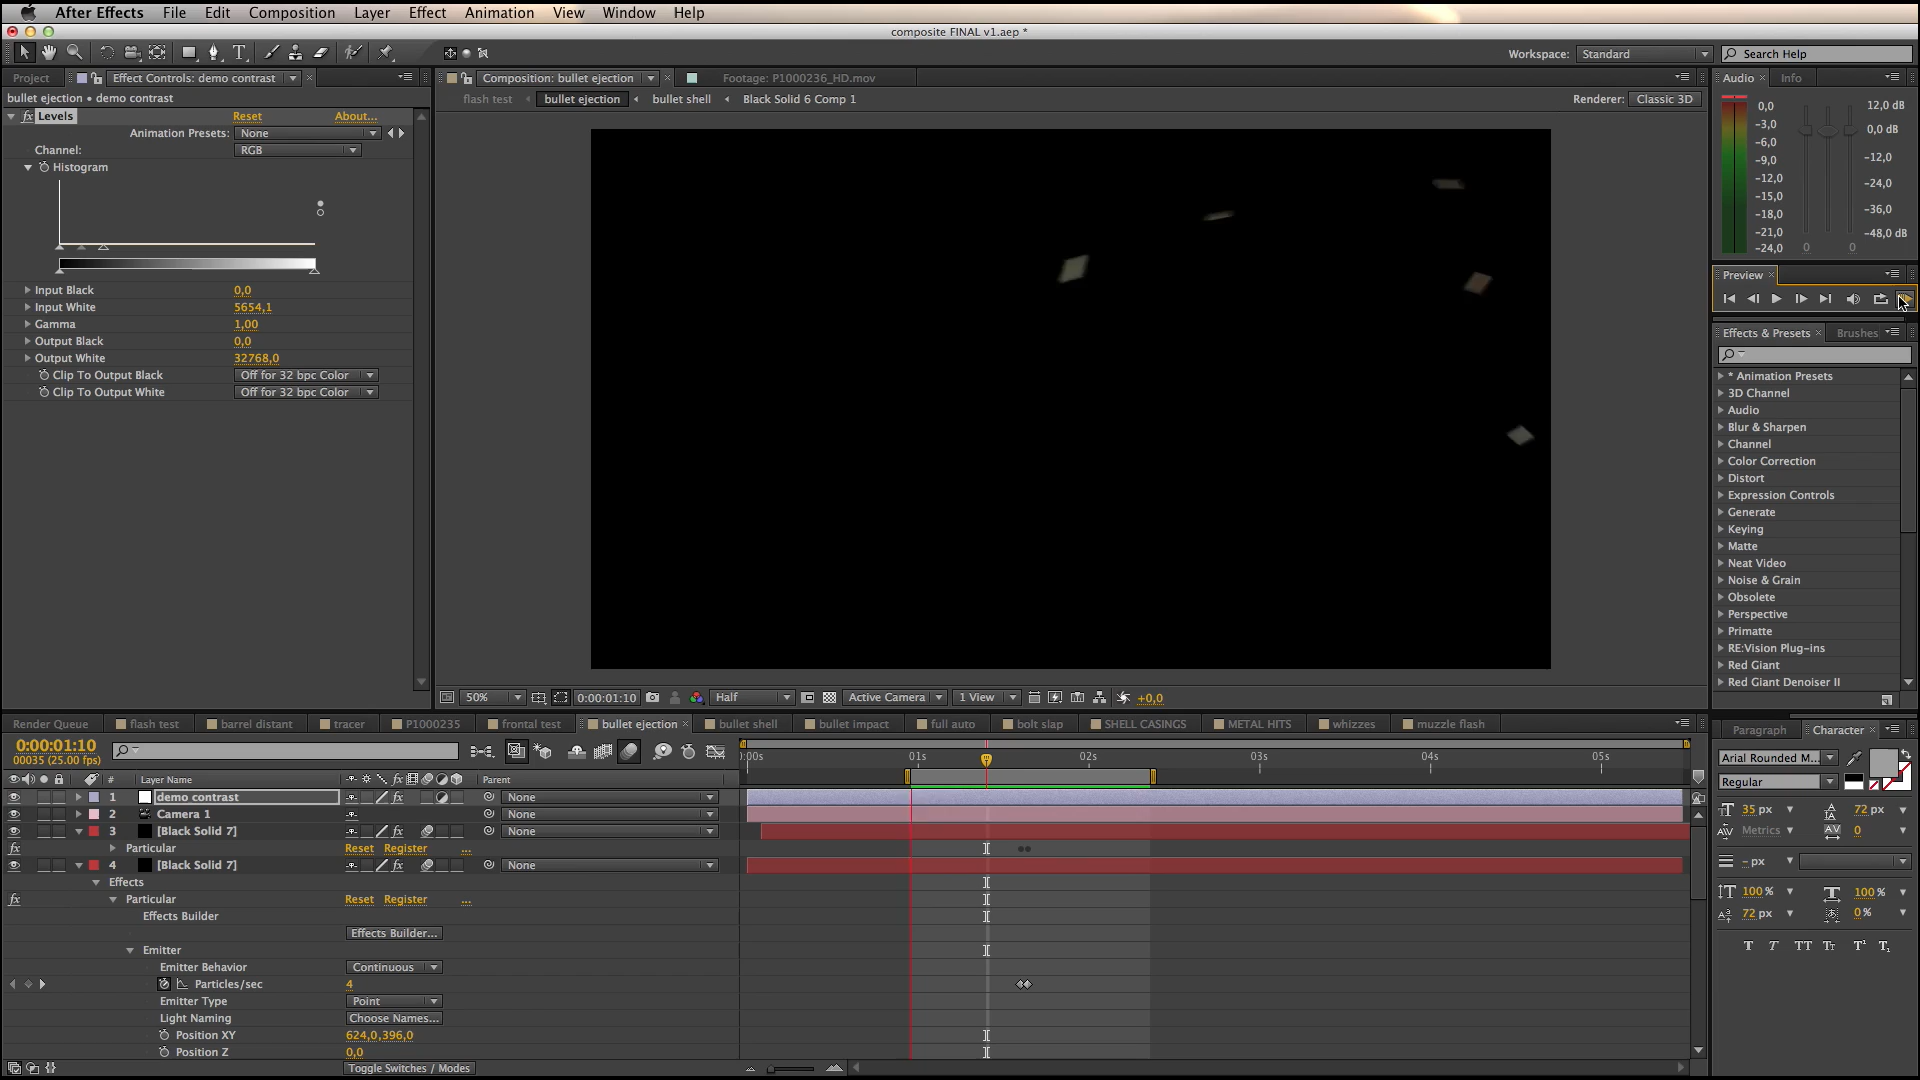 After Effects File Edit Composition Layer Effect Animation View Window Help
composite FINAL v1.aep *
Workspace: Standard Search Help
Project Effect Controls: demo contrast Composition: bullet ejection Footage: P1000236_HD.mov Audio Info
bullet ejection • demo contrast flash test bullet ejection bullet shell Black Solid 6 Comp 1 Renderer: Classic 3D
fx Levels Reset About...
Animation Presets: None
Channel: RGB
Histogram
Input Black 0,0
Input White 5654,1
Gamma 1,00
Output Black 0,0
Output White 32768,0
Clip To Output Black Off for 32 bpc Color
Clip To Output White Off for 32 bpc Color
0,0 12,0 dB
-3,0 0,0 dB
-6,0
-9,0 -12,0
-12,0
-15,0 -24,0
-18,0 -36,0
-21,0 -48,0 dB
-24,0 0 0
Preview
Effects & Presets Brushes
* Animation Presets
3D Channel
Audio
Blur & Sharpen
Channel
Color Correction
Distort
Expression Controls
Generate
Keying
Matte
Neat Video
Noise & Grain
Obsolete
Perspective
Primatte
RE:Vision Plug-ins
Red Giant
Red Giant Denoiser II
50% 0:00:01:10 Half Active Camera 1 View +0,0
Render Queue flash test barrel distant tracer P1000235 frontal test bullet ejection bullet shell bullet impact full auto bolt slap SHELL CASINGS METAL HITS whizzes muzzle flash
0:00:01:10
00035 (25.00 fps)
# Layer Name fx Parent
:00s 01s 02s 03s 04s 05s
1 demo contrast fx None
2 Camera 1 None
3 [Black Solid 7] fx None
Particular Reset Register ...
4 [Black Solid 7] fx None
Effects
fx Particular Reset Register ...
Effects Builder
Effects Builder...
Emitter
Emitter Behavior Continuous
Particles/sec 4
Emitter Type Point
Light Naming Choose Names...
Position XY 624,0,396,0
Position Z 0,0
Toggle Switches / Modes
Paragraph Character
Arial Rounded M...
Regular
35 px 72 px
Metrics 0
- px
100 % 100 %
72 px 0 %
T T TT Tt T¹ T₁